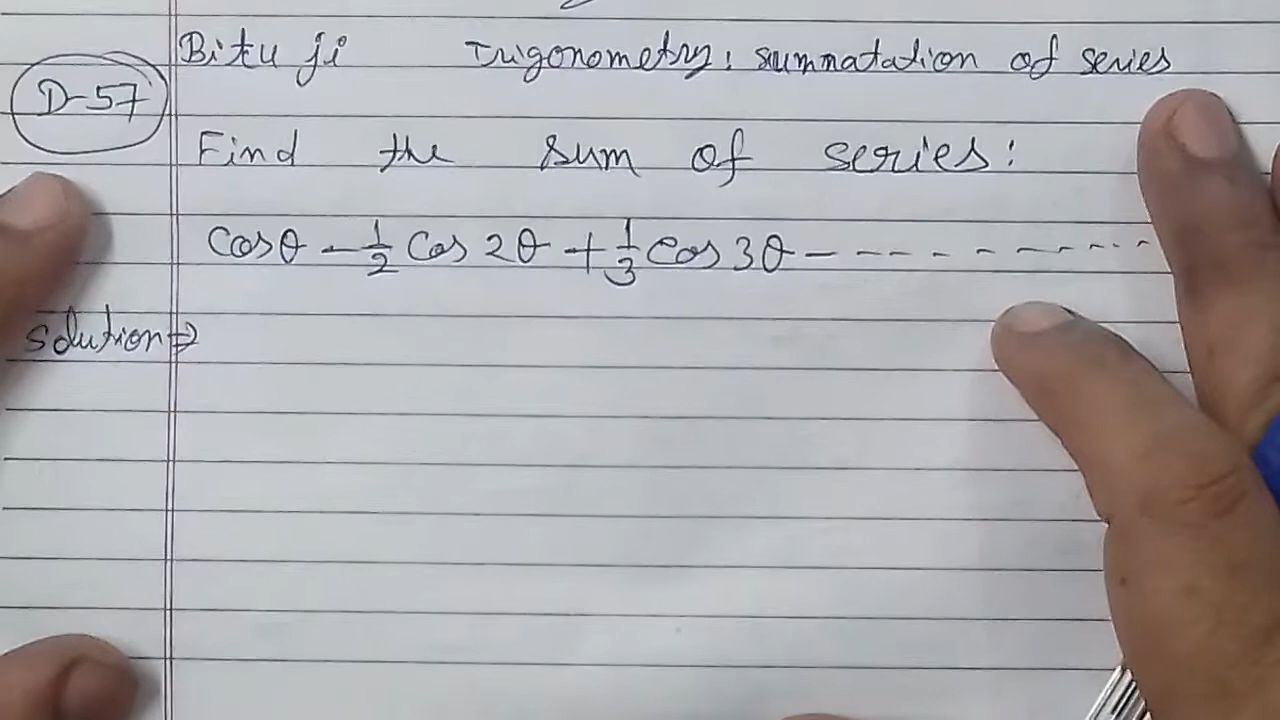 Bitu ji Trigonometry: summatation of series
D-57
Find the sum of series:
cosθ - 1/2 cos 2θ + 1/3 cos 3θ - - - - - - - - - - -
Solution ⇒